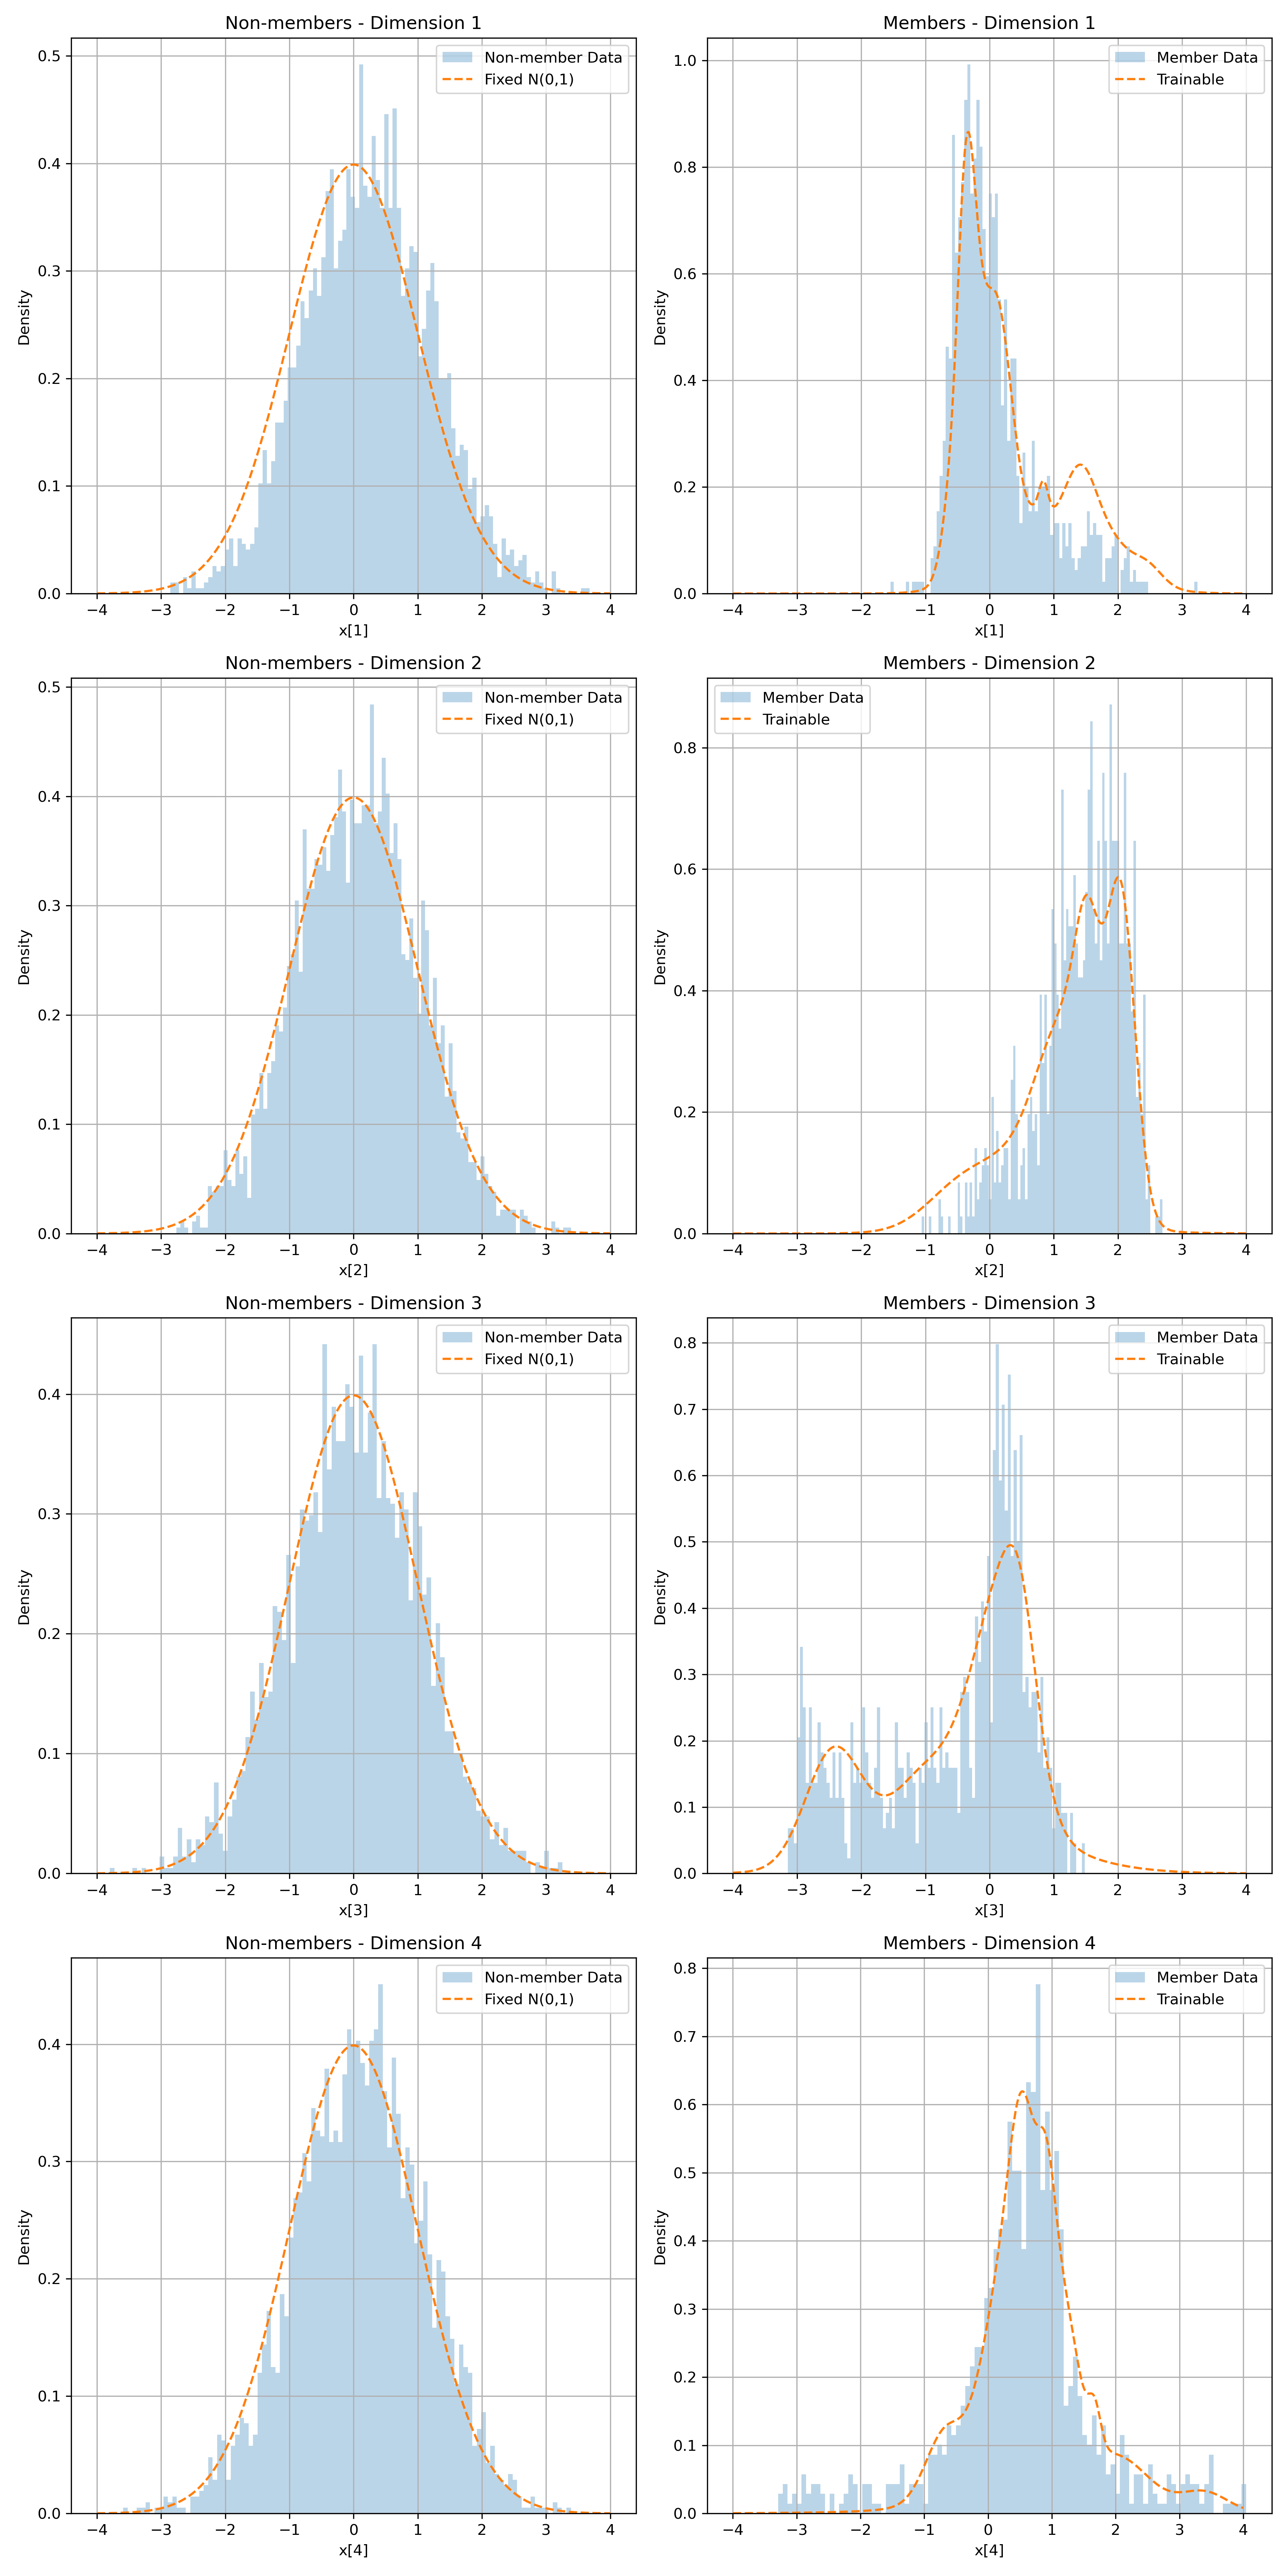 Non-members - Dimension 1
0.5
0.4
0.3
0.2
0.1
0.0
Density
Non-member Data
Fixed N(0,1)
−4 −3 −2 −1 0 1 2 3 4
x[1]
Members - Dimension 1
1.0
0.8
0.6
0.4
0.2
0.0
Density
Member Data
Trainable
−4 −3 −2 −1 0 1 2 3 4
x[1]
Non-members - Dimension 2
0.5
0.4
0.3
0.2
0.1
0.0
Density
Non-member Data
Fixed N(0,1)
−4 −3 −2 −1 0 1 2 3 4
x[2]
Members - Dimension 2
0.8
0.6
0.4
0.2
0.0
Density
Member Data
Trainable
−4 −3 −2 −1 0 1 2 3 4
x[2]
Non-members - Dimension 3
0.4
0.3
0.2
0.1
0.0
Density
Non-member Data
Fixed N(0,1)
−4 −3 −2 −1 0 1 2 3 4
x[3]
Members - Dimension 3
0.8
0.7
0.6
0.5
0.4
0.3
0.2
0.1
0.0
Density
Member Data
Trainable
−4 −3 −2 −1 0 1 2 3 4
x[3]
Non-members - Dimension 4
0.4
0.3
0.2
0.1
0.0
Density
Non-member Data
Fixed N(0,1)
−4 −3 −2 −1 0 1 2 3 4
x[4]
Members - Dimension 4
0.8
0.7
0.6
0.5
0.4
0.3
0.2
0.1
0.0
Density
Member Data
Trainable
−4 −3 −2 −1 0 1 2 3 4
x[4]